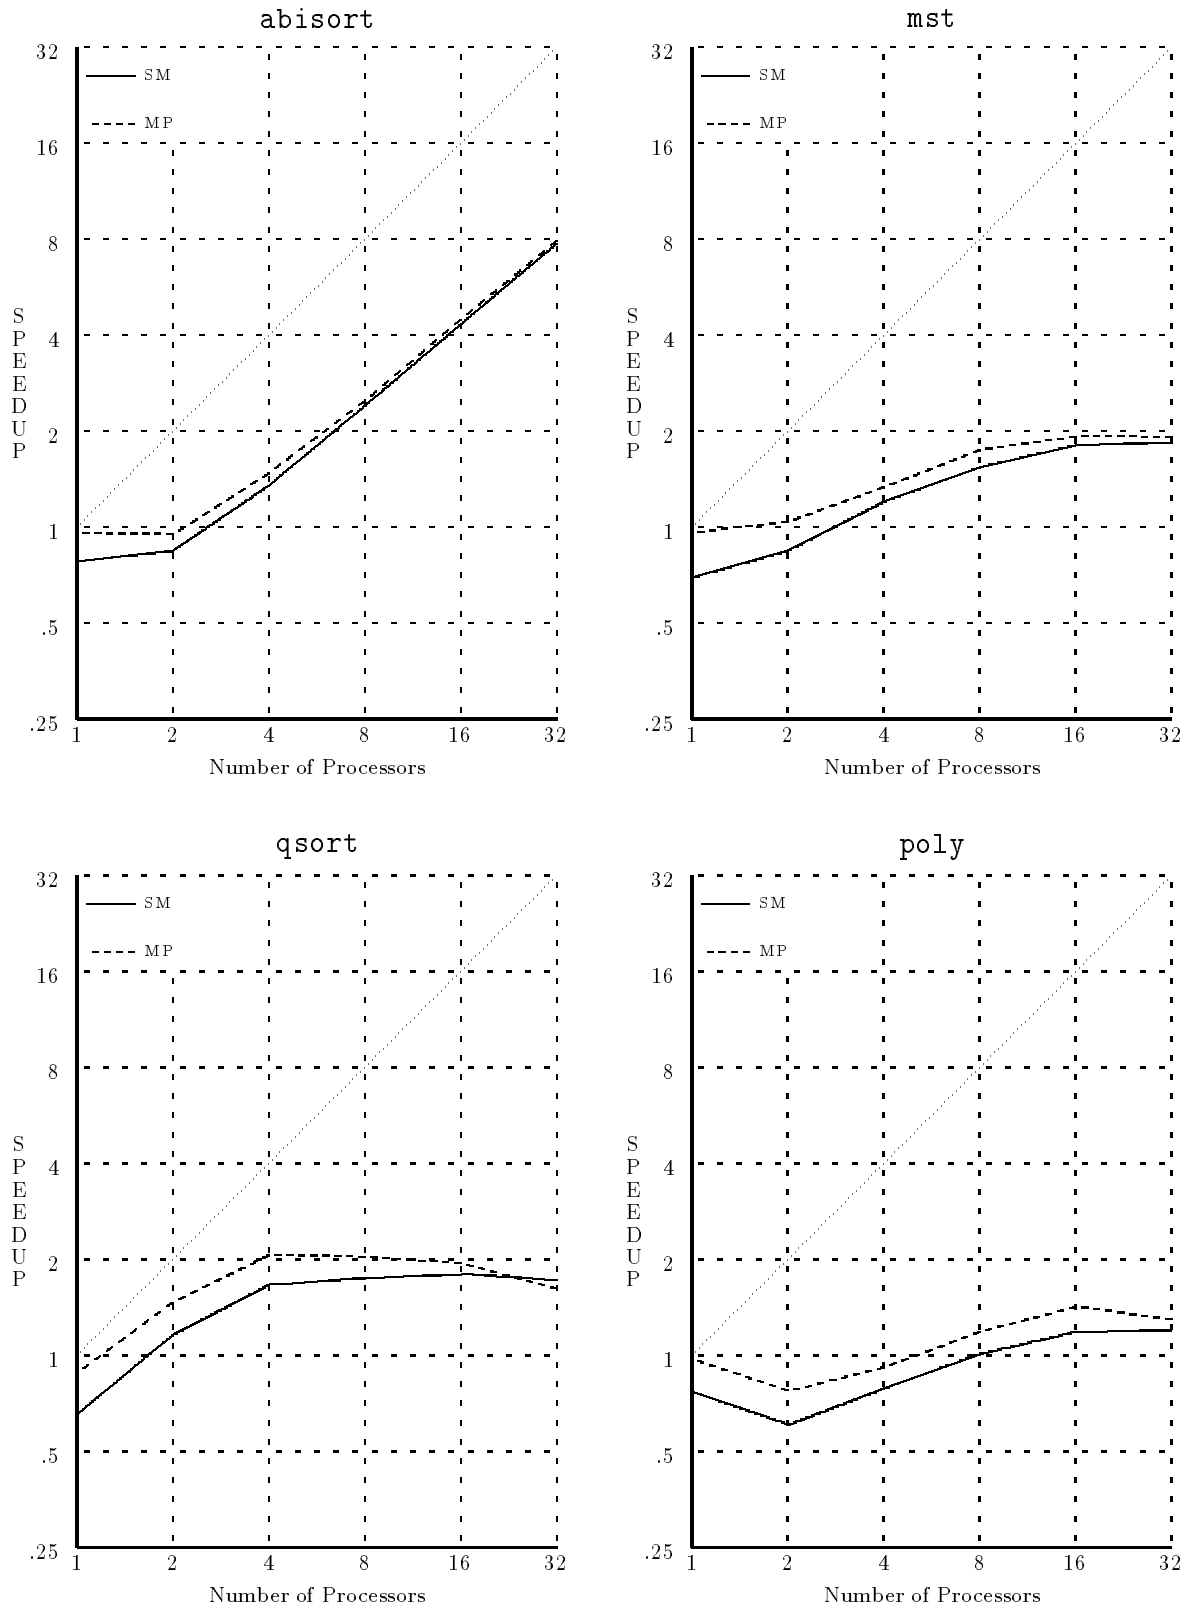 abisort
32
SM
MP
16
8
4
2
1
.5
.25
SPEEDUP
1 2 4 8 16 32
Number of Processors
mst
32
SM
MP
16
8
4
2
1
.5
.25
SPEEDUP
1 2 4 8 16 32
Number of Processors
qsort
32
SM
MP
16
8
4
2
1
.5
.25
SPEEDUP
1 2 4 8 16 32
Number of Processors
poly
32
SM
MP
16
8
4
2
1
.5
.25
SPEEDUP
1 2 4 8 16 32
Number of Processors